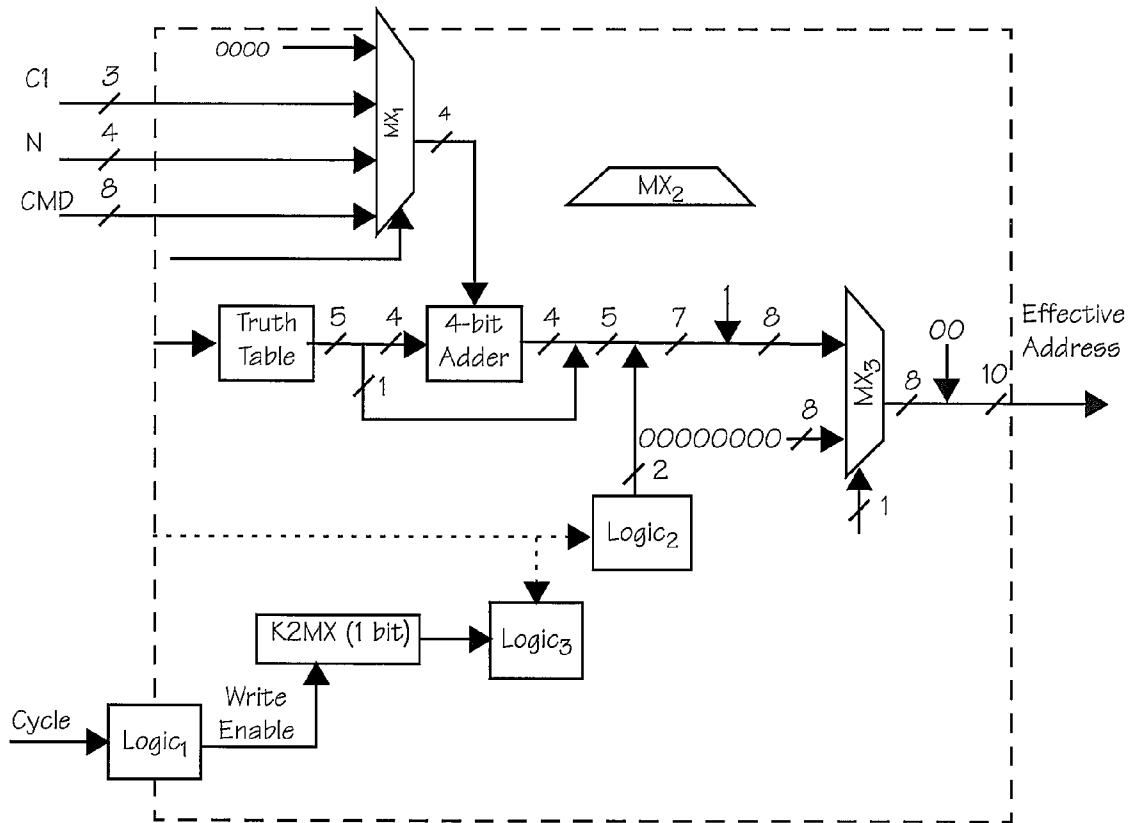 0000
C1
3
N
4
CMD
8
MX1
4
MX2
Truth
Table
5
4
1
4-bit
Adder
4
5
7
1
8
00000000
8
MX3
1
8
00
10
Effective
Address
2
Logic2
K2MX (1 bit)
Logic3
Cycle
Logic1
Write
Enable